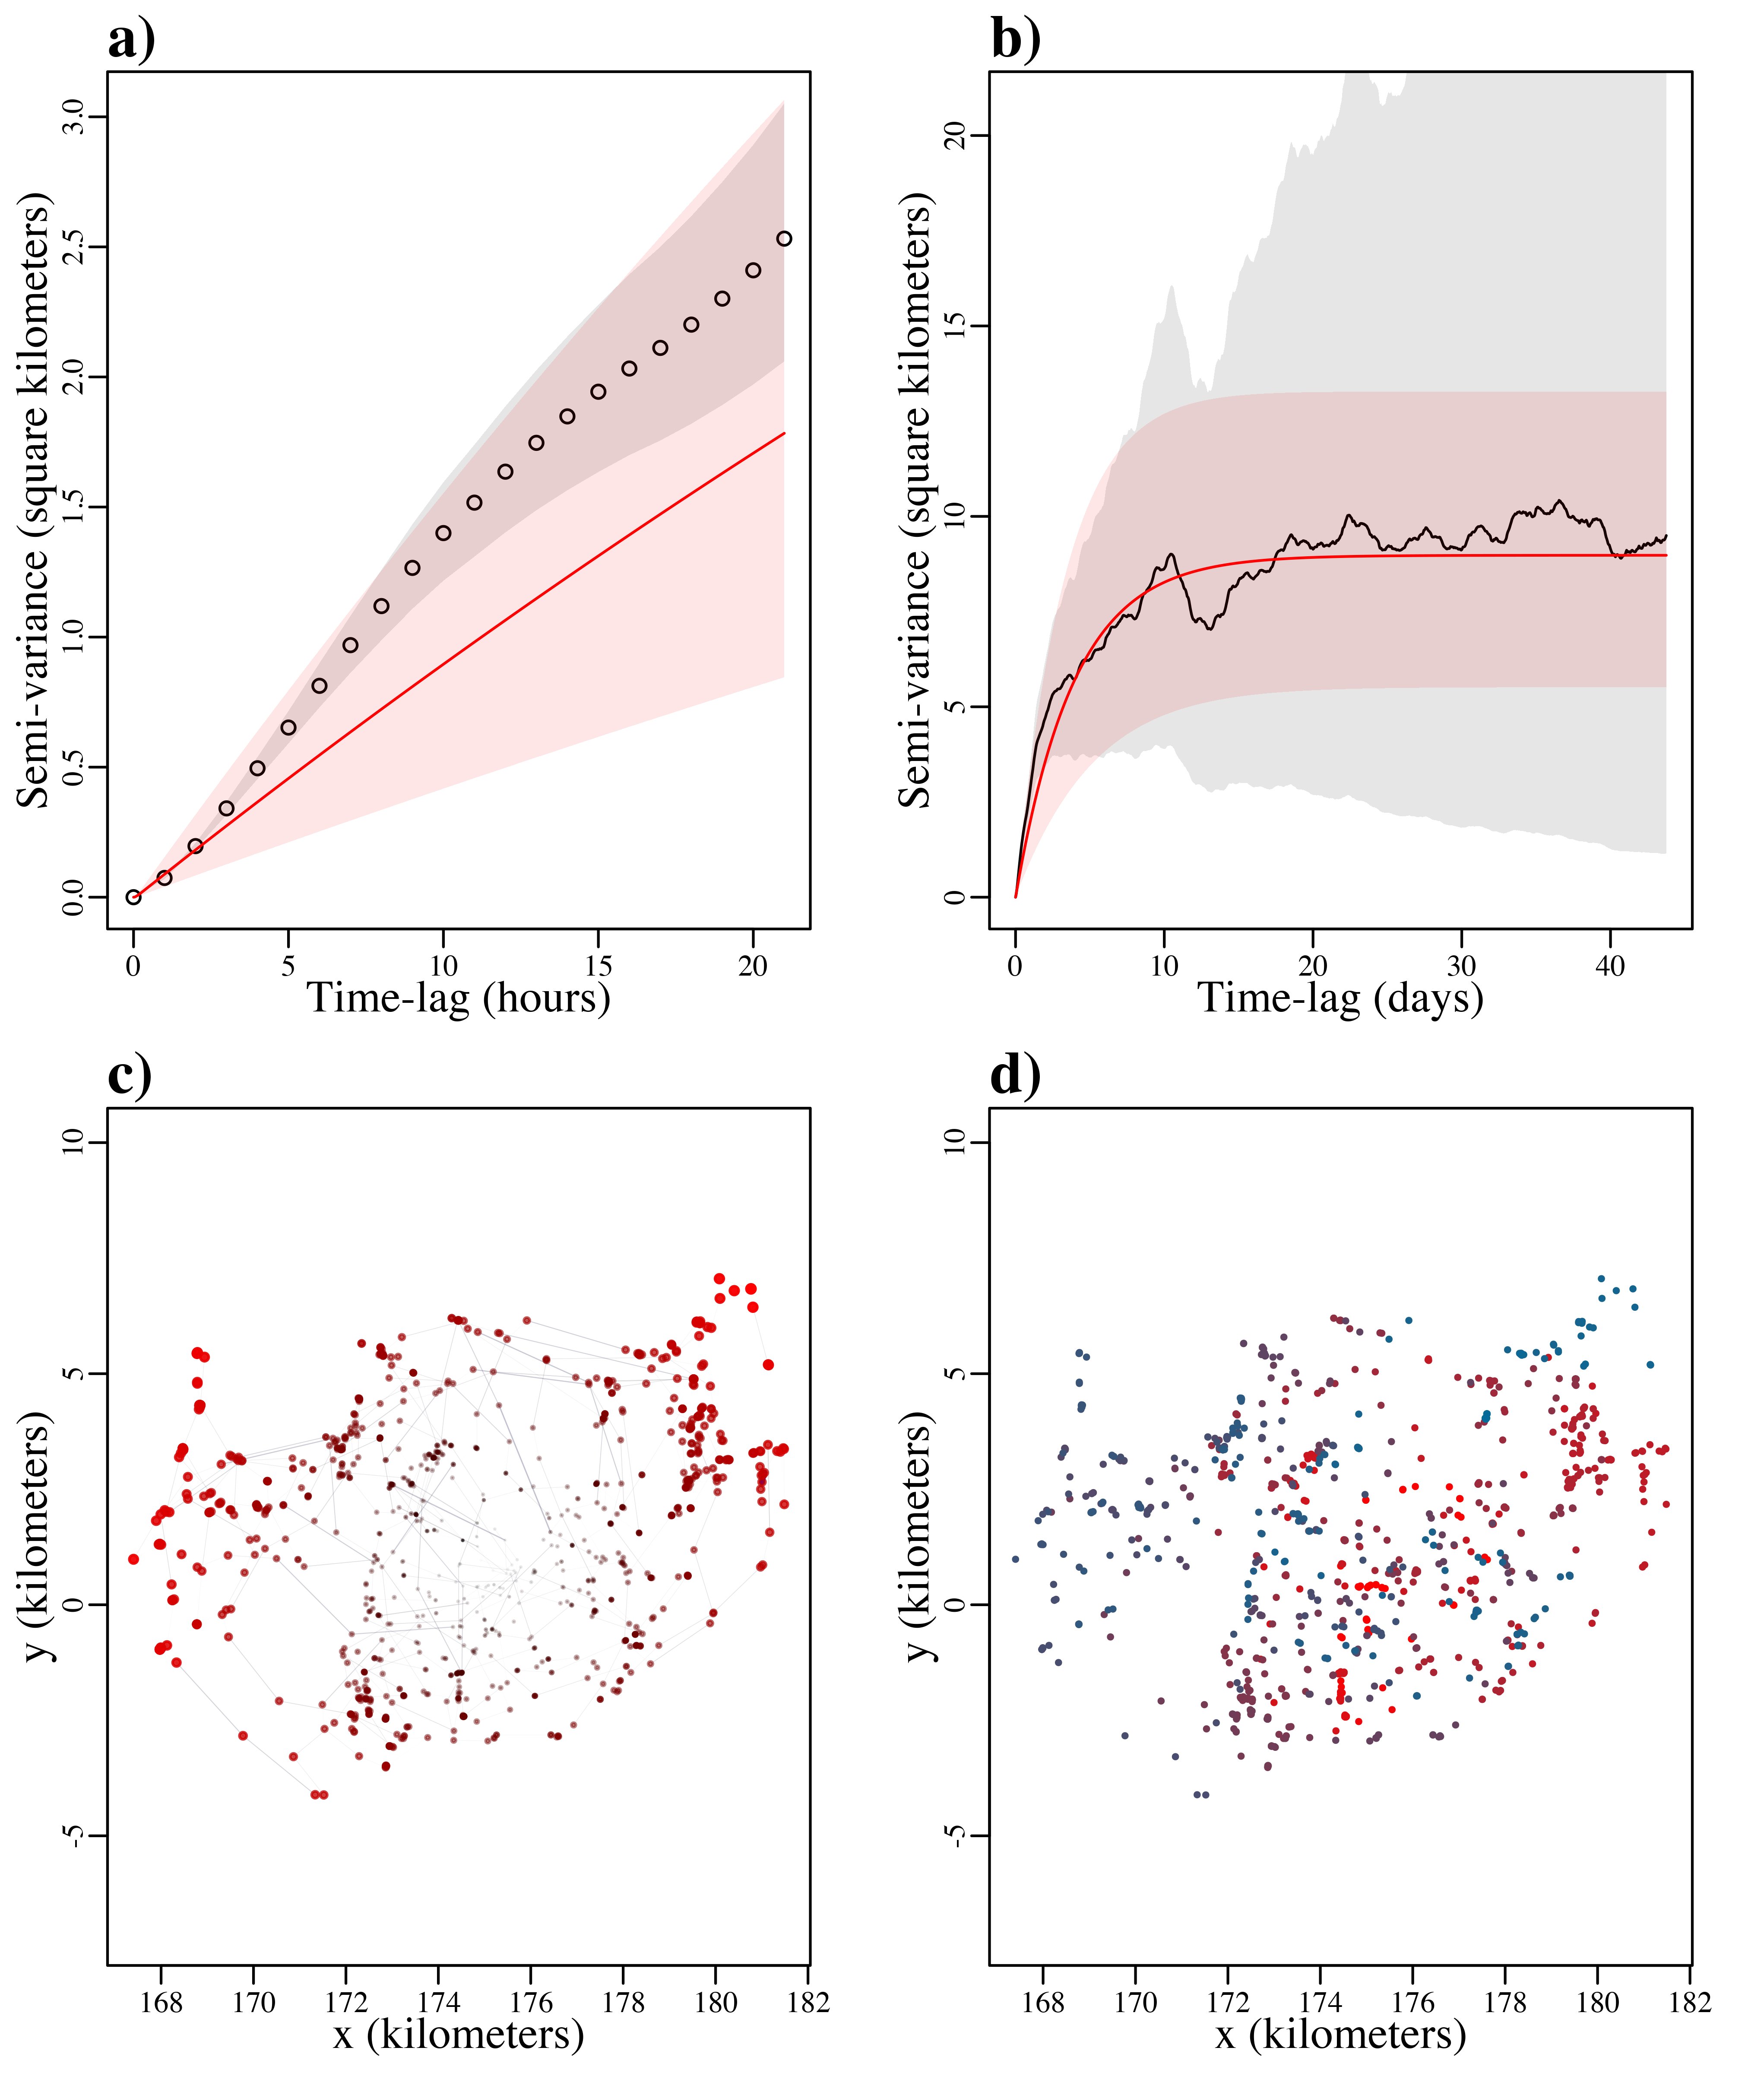 a)
Semi-variance (square kilometers)
3.0
2.5
2.0
1.5
1.0
0.5
0.0
0 5 10 15 20
Time-lag (hours)
b)
Semi-variance (square kilometers)
20
15
10
5
0
0 10 20 30 40
Time-lag (days)
c)
y (kilometers)
10
5
0
-5
168 170 172 174 176 178 180 182
x (kilometers)
d)
y (kilometers)
10
5
0
-5
168 170 172 174 176 178 180 182
x (kilometers)